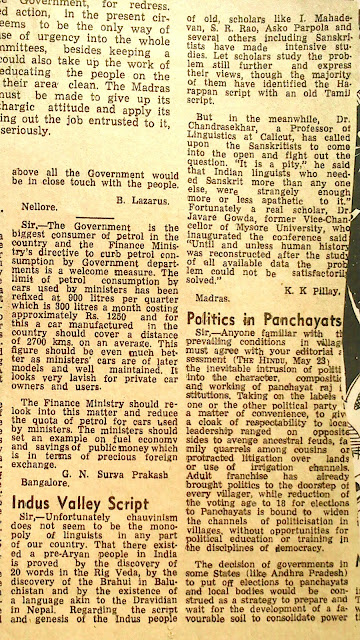 Government, for redress.
ed action, in the present cir-
eems to be the only way of
se of urgency into the whole
mmittees, besides keeping a
could also take up the work of
educating the people on the
their area clean. The Madras
must be made to give up its
thargic attitude and apply its
ing out the job entrusted to it,
seriously.
above all the Government would
be in close touch with the people.
B. Lazarus.
Nellore.
Sir,—The Government is the
biggest consumer of petrol in the
country and the Finance Minis-
try's directive to curb petrol con-
sumption by Government depart-
ments is a welcome measure. The
limit of petrol consumption for
cars used by ministers has been
refixed at 900 litres per quarter
which is 300 litres a month costing
approximately Rs. 1250 and for
this a car manufactured in the
country should cover a distance
of 2700 kms, on an average. This
figure should be even much bet-
ter as ministers' cars are of later
models and well maintained. It
looks very lavish for private car
owners and users.
The Finance Ministry should re-
look into this matter and reduce
the quota of petrol for cars used
by ministers. The ministers should
set an example on fuel economy
and savings of public money which
is in terms of precious foreign
exchange.
G. N. Surya Prakash
Bangalore.
Indus Valley Script
Sir,—Unfortunately chauvinism
does not seem to be the mono-
poly of linguists in any part
of our country. That there exist-
ed a pre-Aryan people in India
is proved by the discovery of
20 words in the Rig Veda, by the
discovery of the Brahui in Balu-
chistan and by the existence of
a language akin to the Dravidian
in Nepal. Regarding the script
and genesis of the Indus people
of old, scholars like I. Mahade-
van, S. R. Rao, Asko Parpola and
several others including Sanskri-
tists have made intensive stu-
dies. Let scholars study the prob-
lem still further and express
their views, though the majority
of them have identified the Ha-
rappan script with an old Tamil
script.
But in the meanwhile, Dr.
Chandrasekhar, a Professor of
Linguistics at Calicut, has called
upon the Sanskritists to come
into the open and fight out the
question. "It is a pity," he said
that Indian linguists who need-
ed Sanskrit more than any one
else, were strangely enough
more or less apathetic to it."
Fortunately a real scholar, Dr.
Javare Gowda, former Vice-Chan-
cellor of Mysore University, who
inaugurated the conference said
"Until and unless human history
was reconstructed after the study
of all available data the prob-
lem could not be satisfactorily
solved."
K. K Pillay.
Madras.
Politics in Panchayats
Sir,—Anyone familiar with th
prevailing conditions in villag
must agree with your editorial a
sessment (THE HINDU, May 23) th
the inevitable intrusion of politi
into the character, compositio
and working of panchayat raj in
stitutions. Taking on the labels o
one or the other political party i
a matter of convenience, to giv
a cloak of respectability to loca
leadership ranged on opposite
sides to avenge ancestral feuds, fa
mily quarrels among cousins o
protracted litigation over lands
or use of irrigation channels.
Adult franchise has already
brought politics to the doorstep of
every villager, while reduction of
the voting age to 18 for elections
to Panchayats is bound to widen
the channels of politicisation in
villages, without opportunities for
political education or training in
the disciplines of democracy.
The decision of governments in
some States (like Andhra Pradesh)
to put off elections to panchayats
and local bodies would be con-
strued as a strategy to prepare and
wait for the development of a fa-
vourable soil to consolidate power